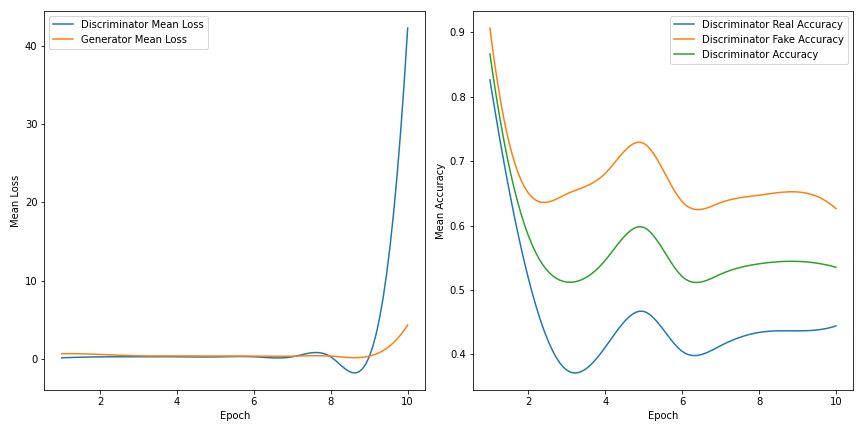 Discriminator Mean Loss
Generator Mean Loss
Mean Loss
40
30
20
10
0
2
4
6
8
10
Epoch
Discriminator Real Accuracy
Discriminator Fake Accuracy
Discriminator Accuracy
Mean Accuracy
0.9
0.8
0.7
0.6
0.5
0.4
2
4
6
8
10
Epoch